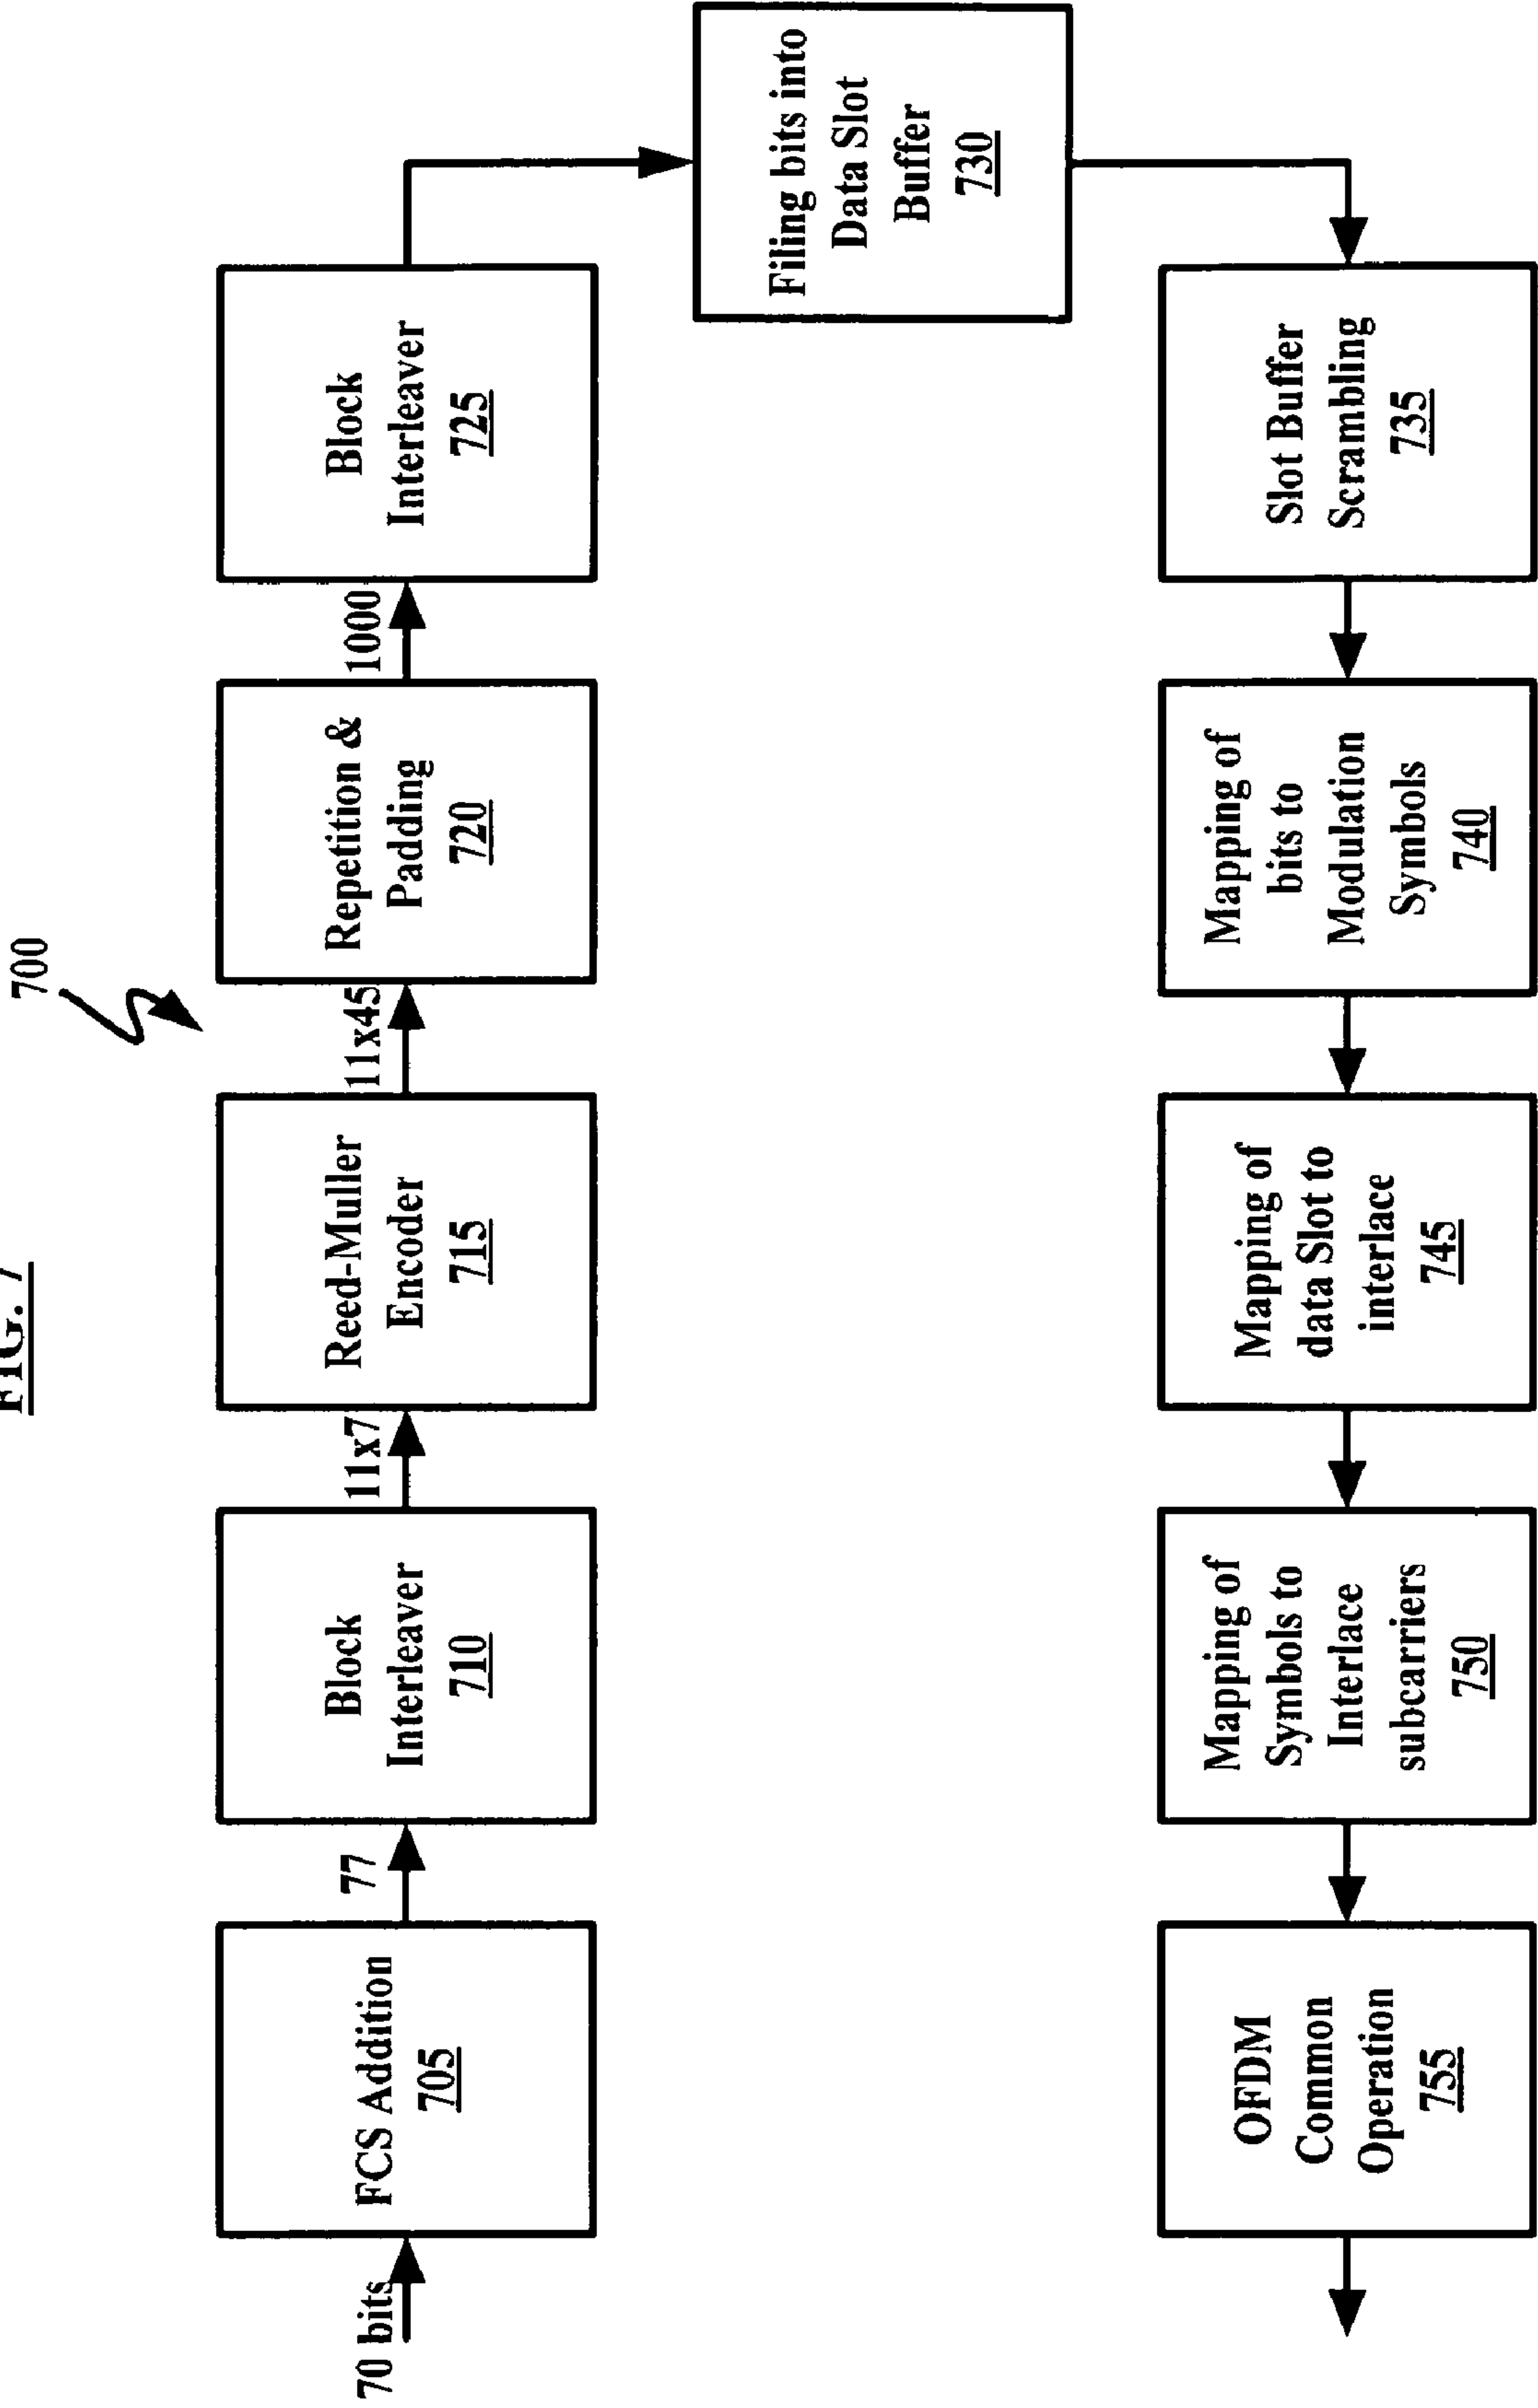 FIG. 7
700
70 bits
FCS Addition
705
77
Block
Interleaver
710
11x7
Reed-Muller
Encoder
715
11x45
Repetition &
Padding
720
1000
Block
Interleaver
725
Filing bits into
Data Slot
Buffer
730
Slot Buffer
Scrambling
735
Mapping of
bits to
Modulation
Symbols
740
Mapping of
data Slot to
interlace
745
Mapping of
Symbols to
Interlace
subcarriers
750
OFDM
Common
Operation
755